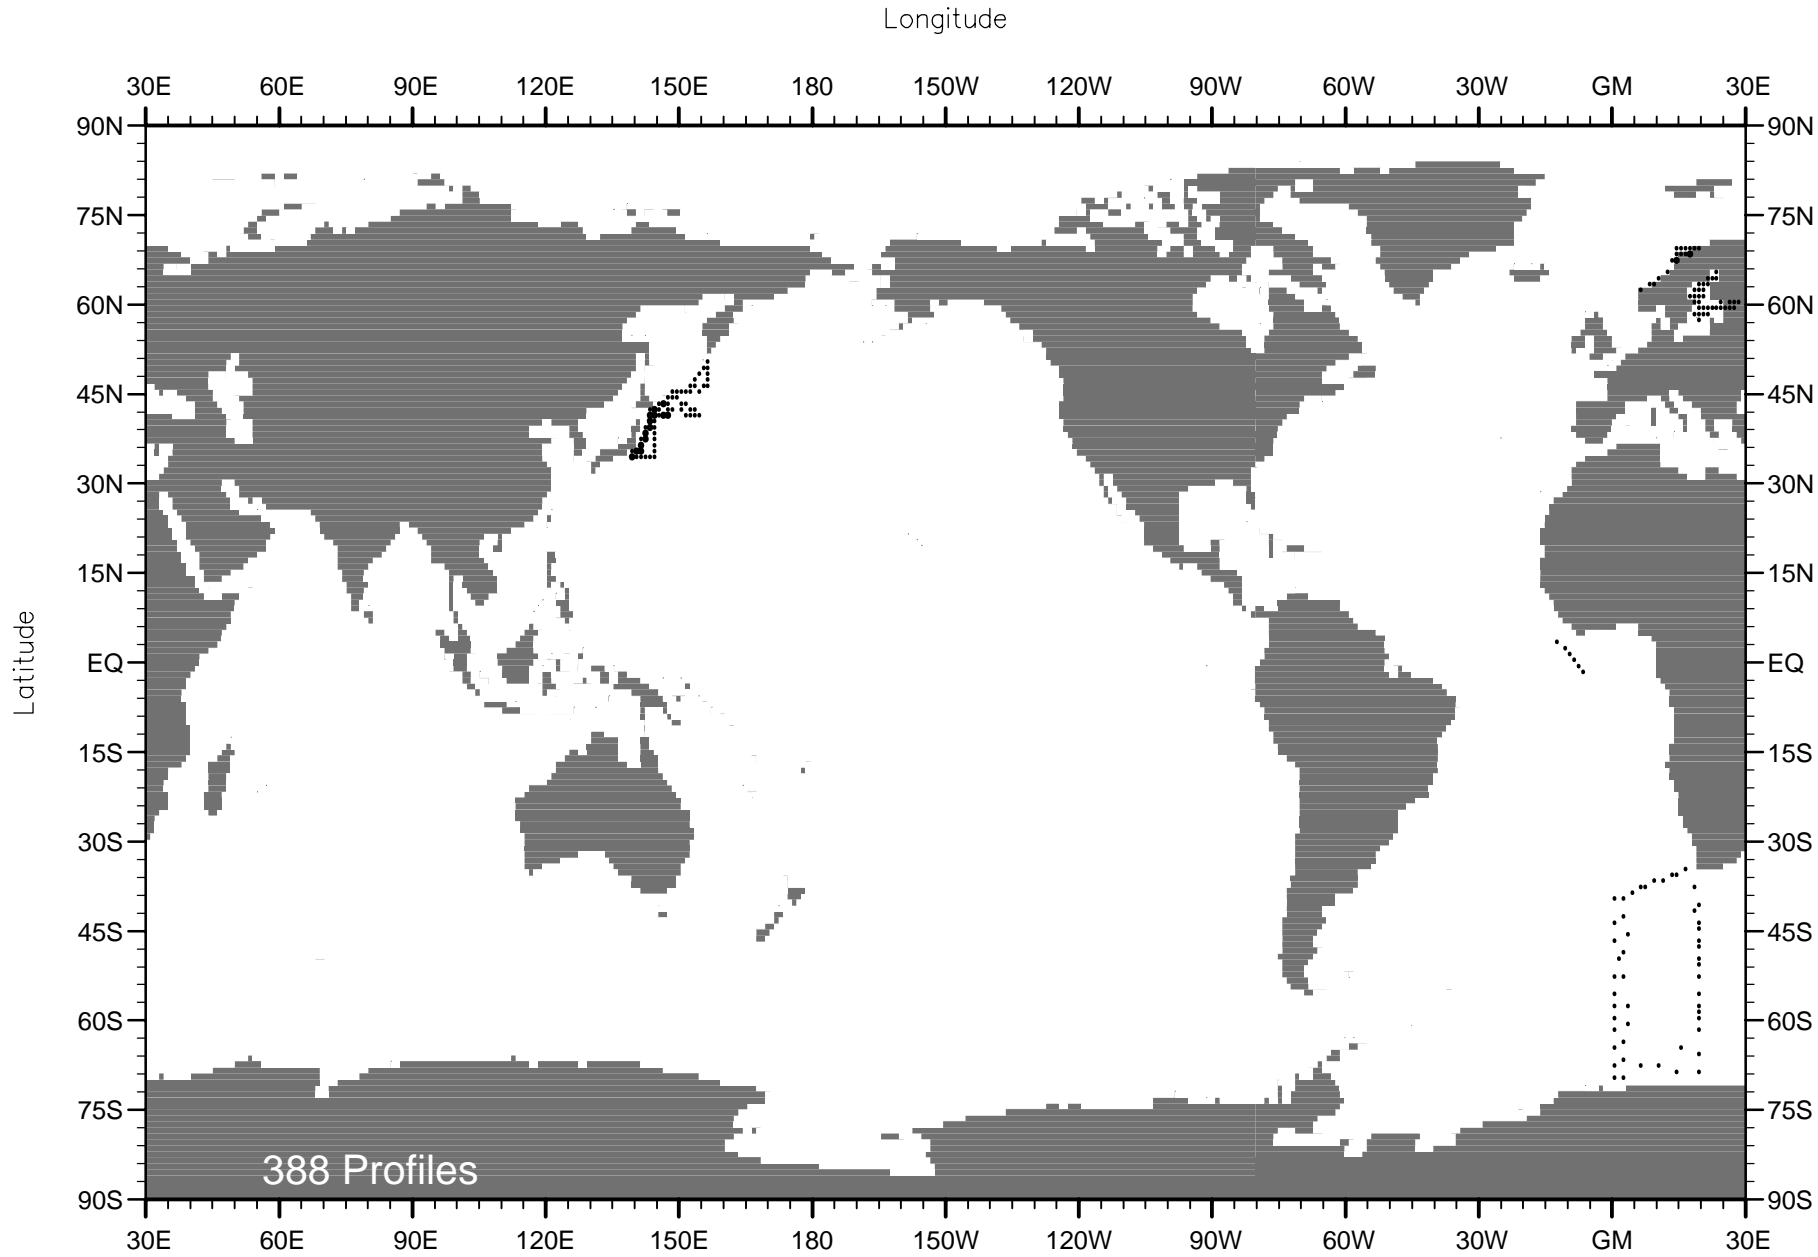 Longitude
30E 60E 90E 120E 150E 180 150W 120W 90W 60W 30W GM 30E
90N 90N
75N 75N
60N 60N
45N 45N
30N 30N
15N 15N
Latitude
EQ EQ
15S 15S
30S 30S
45S 45S
60S 60S
75S 75S
388 Profiles
90S 90S
30E 60E 90E 120E 150E 180 150W 120W 90W 60W 30W GM 30E